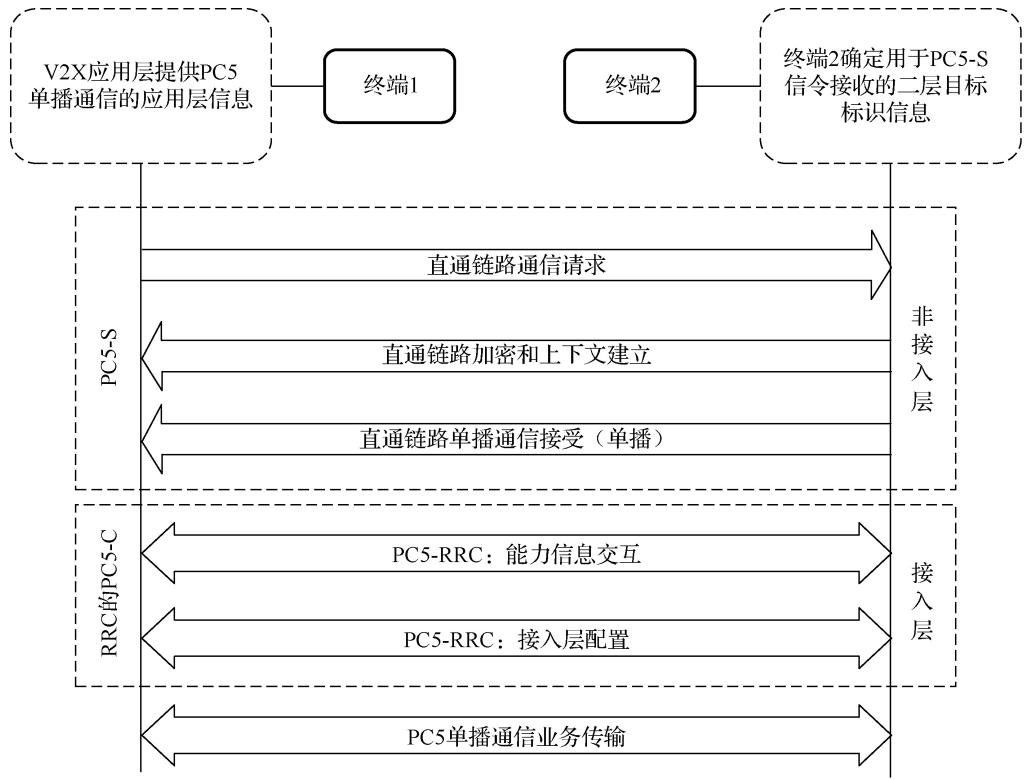 V2X应用层提供PC5
单播通信的应用层信息
终端1
终端2
终端2确定用于PC5-S
信令接收的二层目标
标识信息
PC5-S
直通链路通信请求
直通链路加密和上下文建立
直通链路单播通信接受（单播）
非接入层
RRC的PC5-C
PC5-RRC：能力信息交互
PC5-RRC：接入层配置
接入层
PC5单播通信业务传输